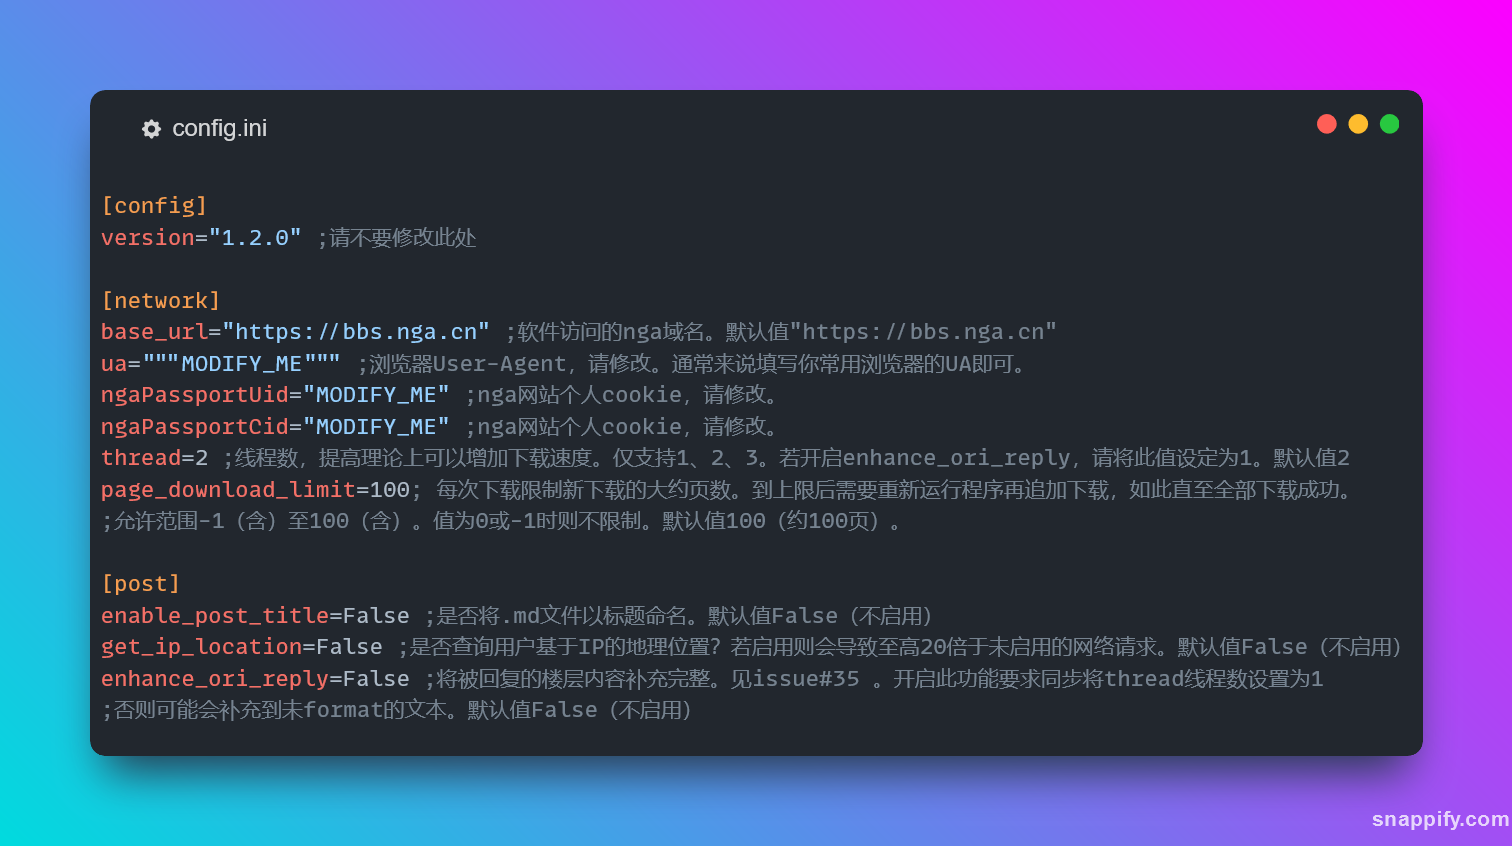 config.ini
[config]
version="1.2.0" ;请不要修改此处
[network]
base_url="https://bbs.nga.cn" ;软件访问的nga域名。默认值"https://bbs.nga.cn"
ua="""MODIFY_ME""" ;浏览器User-Agent，请修改。通常来说填写你常用浏览器的UA即可。
ngaPassportUid="MODIFY_ME" ;nga网站个人cookie，请修改。
ngaPassportCid="MODIFY_ME" ;nga网站个人cookie，请修改。
thread=2 ;线程数，提高理论上可以增加下载速度。仅支持1、2、3。若开启enhance_ori_reply，请将此值设定为1。默认值2
page_download_limit=100; 每次下载限制新下载的大约页数。到上限后需要重新运行程序再追加下载，如此直至全部下载成功。
;允许范围-1（含）至100（含）。值为0或-1时则不限制。默认值100（约100页）。
[post]
enable_post_title=False ;是否将.md文件以标题命名。默认值False（不启用）
get_ip_location=False ;是否查询用户基于IP的地理位置？若启用则会导致至高20倍于未启用的网络请求。默认值False（不启用）
enhance_ori_reply=False ;将被回复的楼层内容补充完整。见issue#35 。开启此功能要求同步将thread线程数设置为1
;否则可能会补充到未format的文本。默认值False（不启用）
snappify.com